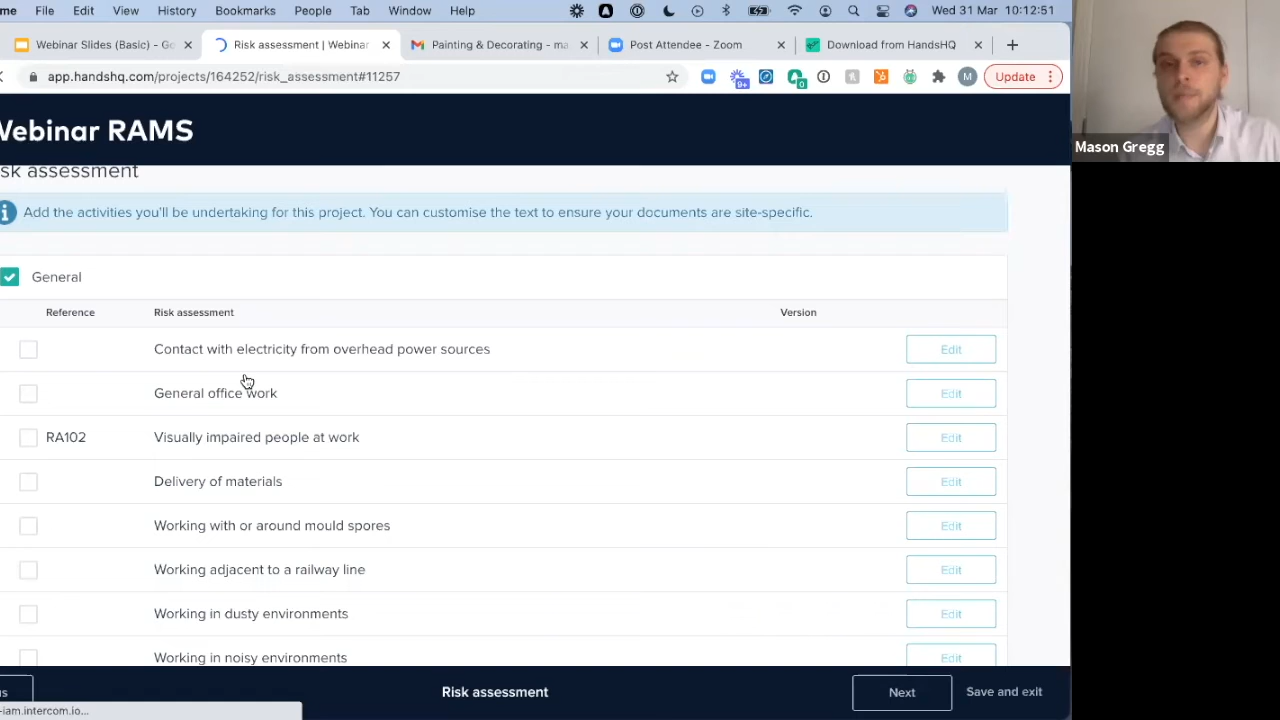 Edit View History Bookmarks People Tab Window Help Wed 31 Mar 10:12:51
Webinar Slides (Basic) - Go Risk assessment | Webinar Painting & Decorating - ma Post Attendee - Zoom Download from HandsHQ
app.handshq.com/projects/164252/risk_assessment#11257 9+ 0 M Update
Webinar RAMS
Mason Gregg
sk assessment
Add the activities you'll be undertaking for this project. You can customise the text to ensure your documents are site-specific.
General
Reference Risk assessment Version
Contact with electricity from overhead power sources Edit
General office work Edit
RA102 Visually impaired people at work Edit
Delivery of materials Edit
Working with or around mould spores Edit
Working adjacent to a railway line Edit
Working in dusty environments Edit
Working in noisy environments Edit
us Risk assessment Next Save and exit
-iam.intercom.io...